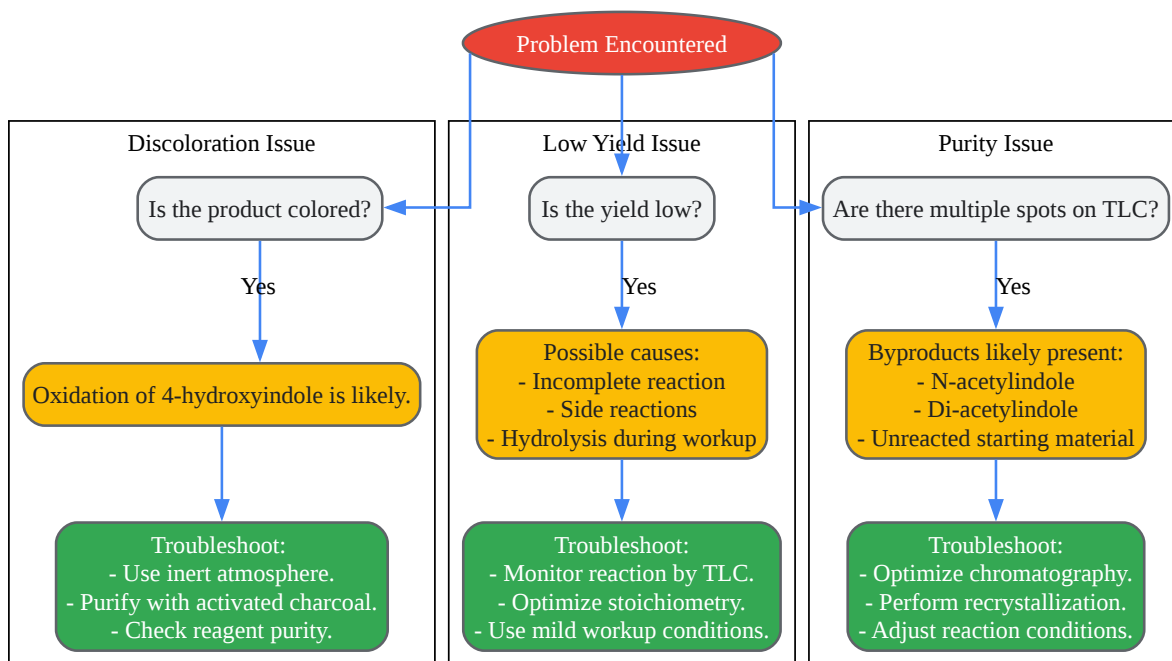 Problem Encountered
Discoloration Issue
Is the product colored?
Yes
Oxidation of 4-hydroxyindole is likely.
Troubleshoot:
- Use inert atmosphere.
- Purify with activated charcoal.
- Check reagent purity.
Low Yield Issue
Is the yield low?
Yes
Possible causes:
- Incomplete reaction
- Side reactions
- Hydrolysis during workup
Troubleshoot:
- Monitor reaction by TLC.
- Optimize stoichiometry.
- Use mild workup conditions.
Purity Issue
Are there multiple spots on TLC?
Yes
Byproducts likely present:
- N-acetylindole
- Di-acetylindole
- Unreacted starting material
Troubleshoot:
- Optimize chromatography.
- Perform recrystallization.
- Adjust reaction conditions.